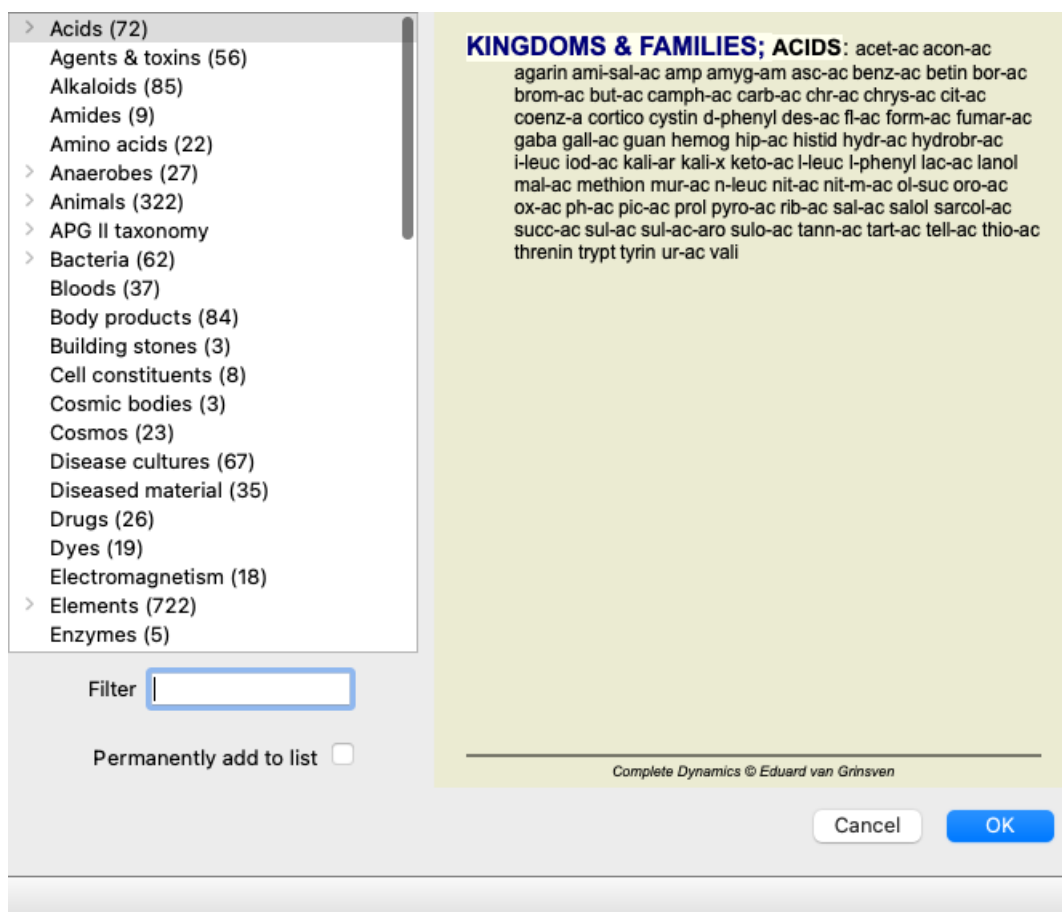 Acids (72)
Agents & toxins (56)
Alkaloids (85)
Amides (9)
Amino acids (22)
Anaerobes (27)
Animals (322)
APG II taxonomy
Bacteria (62)
Bloods (37)
Body products (84)
Building stones (3)
Cell constituents (8)
Cosmic bodies (3)
Cosmos (23)
Disease cultures (67)
Diseased material (35)
Drugs (26)
Dyes (19)
Electromagnetism (18)
Elements (722)
Enzymes (5)
Filter
Permanently add to list
KINGDOMS & FAMILIES; ACIDS: acet-ac acon-ac
agarin ami-sal-ac amp amyg-am asc-ac benz-ac betin bor-ac
brom-ac but-ac camph-ac carb-ac chr-ac chrys-ac cit-ac
coenz-a cortico cystin d-phenyl des-ac fl-ac form-ac fumar-ac
gaba gall-ac guan hemog hip-ac histid hydr-ac hydrobr-ac
i-leuc iod-ac kali-ar kali-x keto-ac l-leuc l-phenyl lac-ac lanol
mal-ac methion mur-ac n-leuc nit-ac nit-m-ac ol-suc oro-ac
ox-ac ph-ac pic-ac prol pyro-ac rib-ac sal-ac salol sarcol-ac
succ-ac sul-ac sul-ac-aro sulo-ac tann-ac tart-ac tell-ac thio-ac
threnin trypt tyrin ur-ac vali
Complete Dynamics © Eduard van Grinsven
Cancel
OK